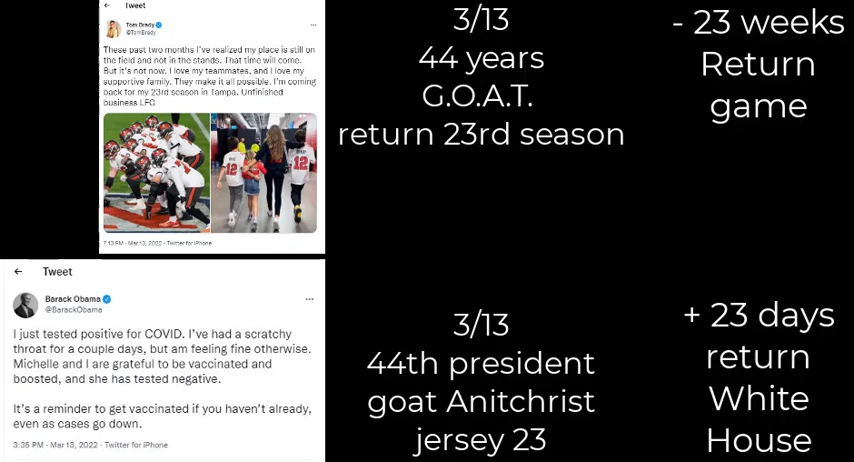 Tweet
Tom Brady
@TomBrady
These past two months I've realized my place is still on
the field and not in the stands. That time will come.
But it's not now. I love my teammates, and I love my
supportive family. They make it all possible. I'm coming
back for my 23rd season in Tampa. Unfinished
business LFG
12
12
7:13 PM · Mar 13, 2022 · Twitter for iPhone
3/13
44 years
G.O.A.T.
return 23rd season
- 23 weeks
Return
game
Tweet
Barack Obama
@BarackObama
I just tested positive for COVID. I've had a scratchy
throat for a couple days, but am feeling fine otherwise.
Michelle and I are grateful to be vaccinated and
boosted, and she has tested negative.
It's a reminder to get vaccinated if you haven't already,
even as cases go down.
3:35 PM · Mar 13, 2022 · Twitter for iPhone
3/13
44th president
goat Anitchrist
jersey 23
+ 23 days
return
White
House